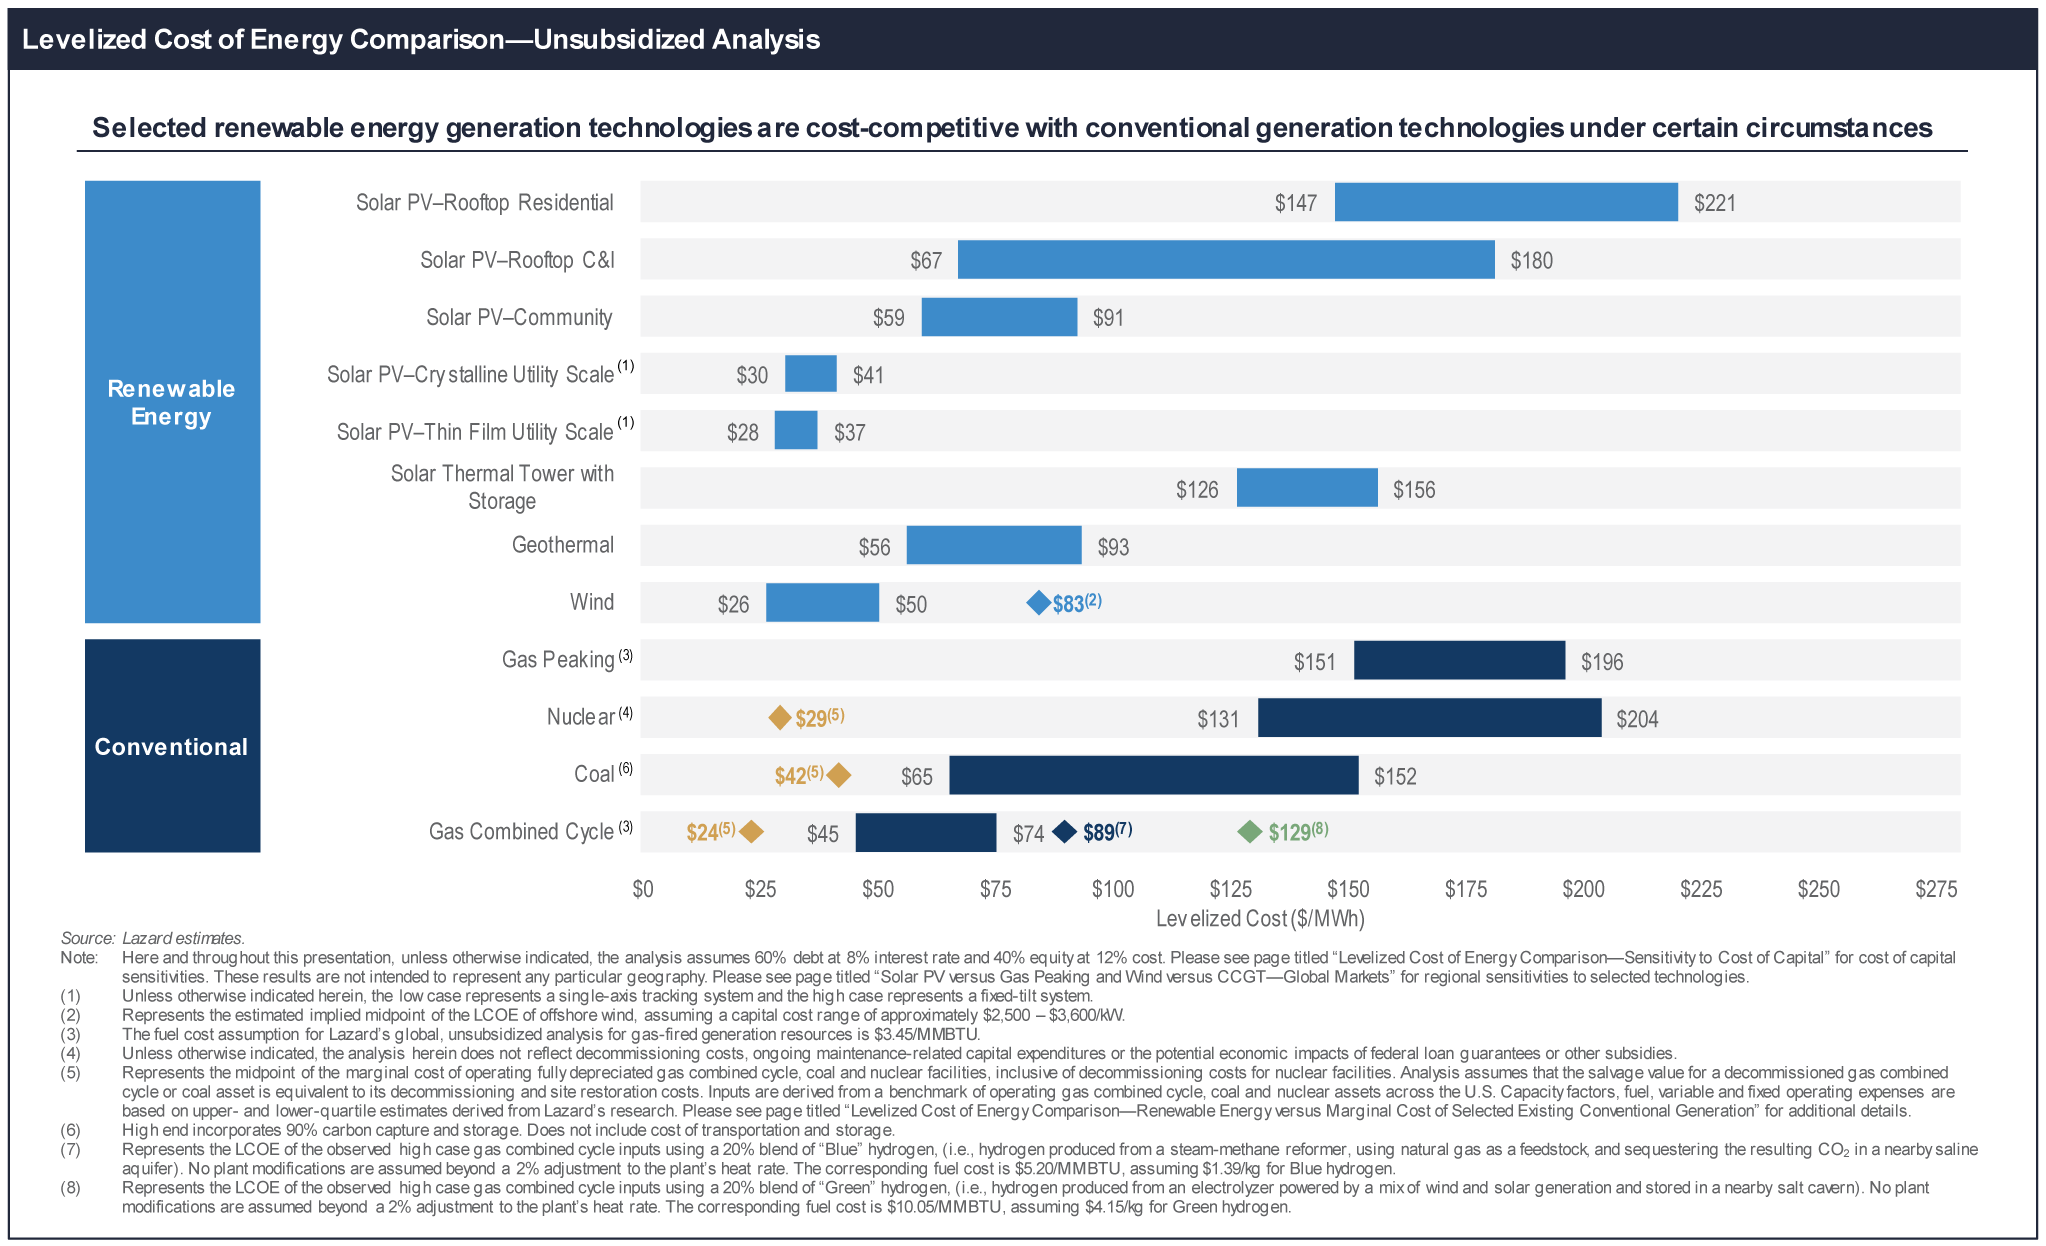 Levelized Cost of Energy Comparison—Unsubsidized Analysis
Selected renewable energy generation technologies are cost-competitive with conventional generation technologies under certain circumstances
Renewable
Energy
Solar PV–Rooftop Residential
$147
$221
Solar PV–Rooftop C&I
$67
$180
Solar PV–Community
$59
$91
Solar PV–Crystalline Utility Scale (1)
$30
$41
Solar PV–Thin Film Utility Scale (1)
$28
$37
Solar Thermal Tower with
Storage
$126
$156
Geothermal
$56
$93
Wind
$26
$50
$83(2)
Conventional
Gas Peaking (3)
$151
$196
Nuclear (4)
$29(5)
$131
$204
Coal (6)
$42(5)
$65
$152
Gas Combined Cycle (3)
$24(5)
$45
$74
$89(7)
$129(8)
$0 $25 $50 $75 $100 $125 $150 $175 $200 $225 $250 $275
Levelized Cost ($/MWh)
Source: Lazard estimates.
Note: Here and throughout this presentation, unless otherwise indicated, the analysis assumes 60% debt at 8% interest rate and 40% equity at 12% cost. Please see page titled “Levelized Cost of Energy Comparison—Sensitivity to Cost of Capital” for cost of capital
sensitivities. These results are not intended to represent any particular geography. Please see page titled “Solar PV versus Gas Peaking and Wind versus CCGT—Global Markets” for regional sensitivities to selected technologies.
(1) Unless otherwise indicated herein, the low case represents a single-axis tracking system and the high case represents a fixed-tilt system.
(2) Represents the estimated implied midpoint of the LCOE of offshore wind, assuming a capital cost range of approximately $2,500 – $3,600/kW.
(3) The fuel cost assumption for Lazard’s global, unsubsidized analysis for gas-fired generation resources is $3.45/MMBTU.
(4) Unless otherwise indicated, the analysis herein does not reflect decommissioning costs, ongoing maintenance-related capital expenditures or the potential economic impacts of federal loan guarantees or other subsidies.
(5) Represents the midpoint of the marginal cost of operating fully depreciated gas combined cycle, coal and nuclear facilities, inclusive of decommissioning costs for nuclear facilities. Analysis assumes that the salvage value for a decommissioned gas combined
cycle or coal asset is equivalent to its decommissioning and site restoration costs. Inputs are derived from a benchmark of operating gas combined cycle, coal and nuclear assets across the U.S. Capacity factors, fuel, variable and fixed operating expenses are
based on upper- and lower-quartile estimates derived from Lazard’s research. Please see page titled “Levelized Cost of Energy Comparison—Renewable Energy versus Marginal Cost of Selected Existing Conventional Generation” for additional details.
(6) High end incorporates 90% carbon capture and storage. Does not include cost of transportation and storage.
(7) Represents the LCOE of the observed high case gas combined cycle inputs using a 20% blend of “Blue” hydrogen, (i.e., hydrogen produced from a steam-methane reformer, using natural gas as a feedstock, and sequestering the resulting CO₂ in a nearby saline
aquifer). No plant modifications are assumed beyond a 2% adjustment to the plant’s heat rate. The corresponding fuel cost is $5.20/MMBTU, assuming $1.39/kg for Blue hydrogen.
(8) Represents the LCOE of the observed high case gas combined cycle inputs using a 20% blend of “Green” hydrogen, (i.e., hydrogen produced from an electrolyzer powered by a mix of wind and solar generation and stored in a nearby salt cavern). No plant
modifications are assumed beyond a 2% adjustment to the plant’s heat rate. The corresponding fuel cost is $10.05/MMBTU, assuming $4.15/kg for Green hydrogen.